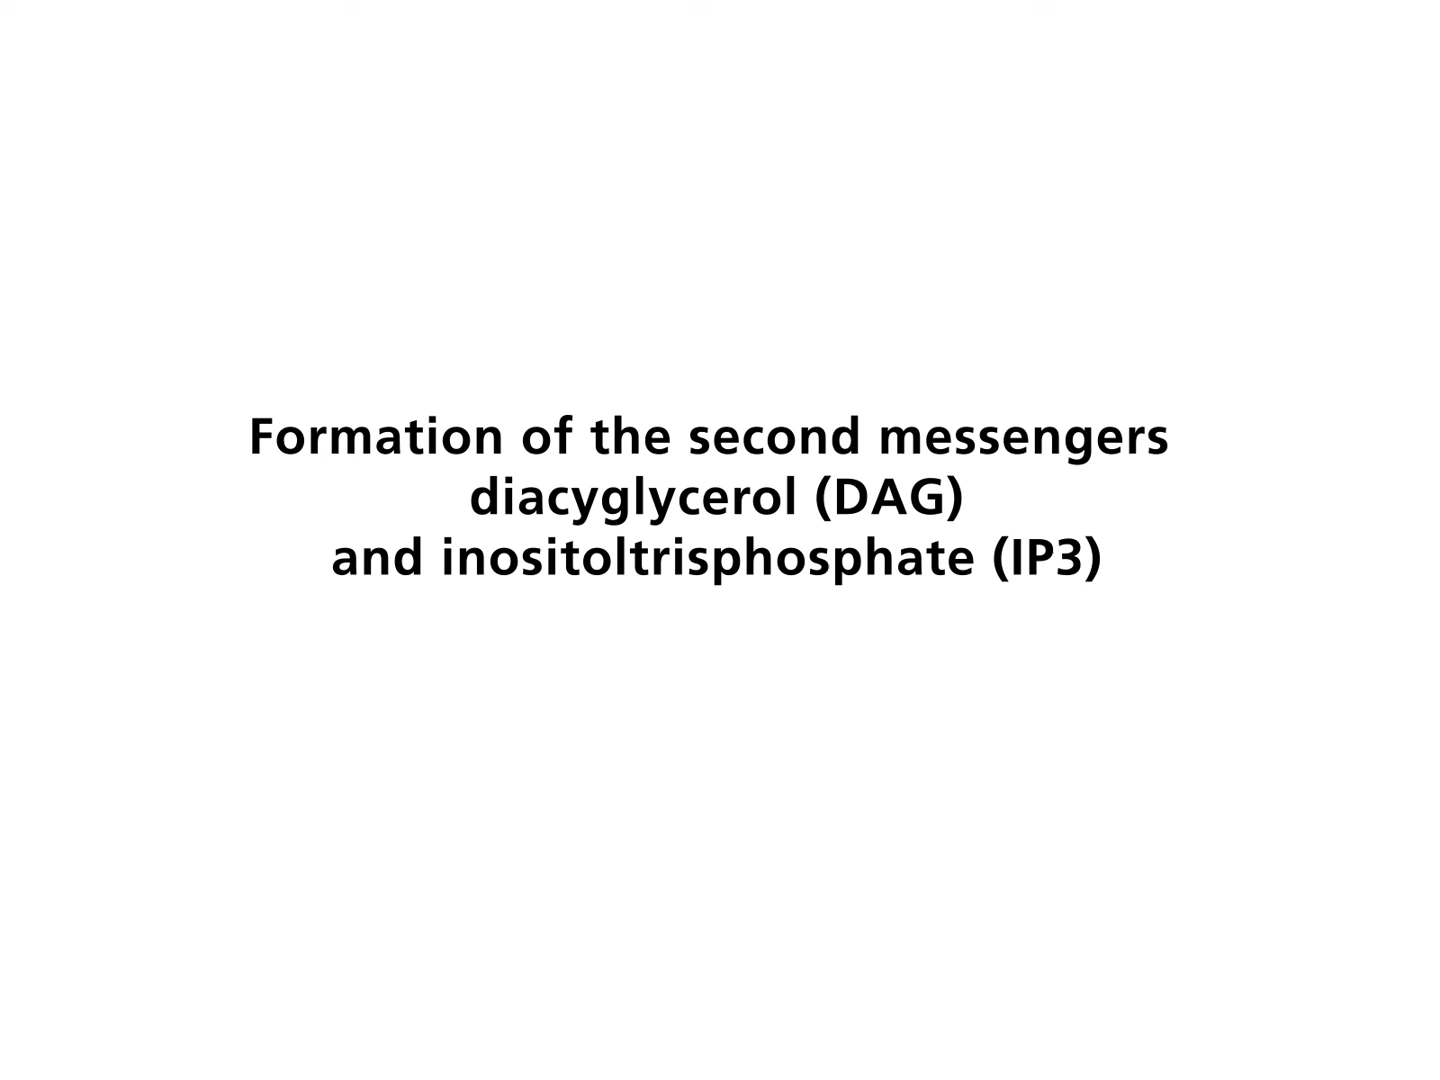 Formation of the second messengers
diacyglycerol (DAG)
and inositoltrisphosphate (IP3)